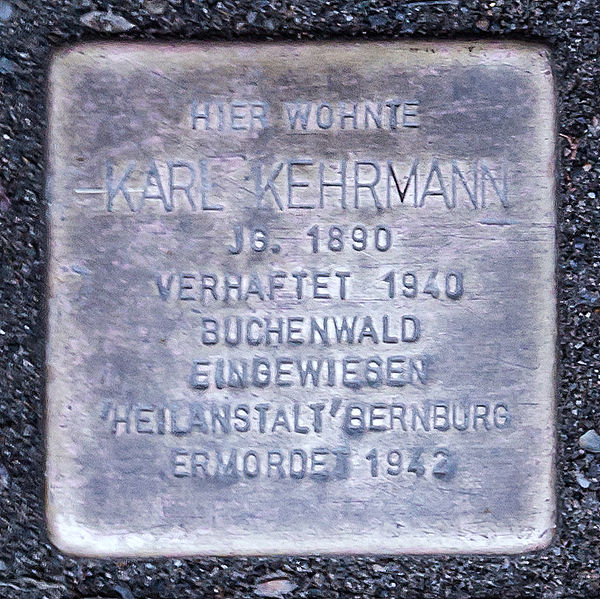 HIER WOHNTE
KARL KEHRMANN
JG. 1890
VERHAFTET 1940
BUCHENWALD
EINGEWIESEN
'HEILANSTALT' BERNBURG
ERMORDET 1942